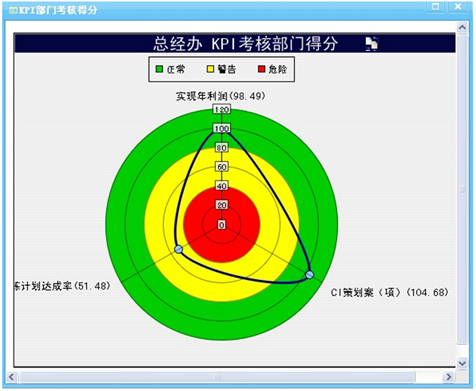 KPI部门考核得分
总经办 KPI考核部门得分
正常 警告 危险
实现年利润(98.49)
120
100
80
60
40
20
0
练计划达成率(51.48)
CI策划案（项）(104.68)